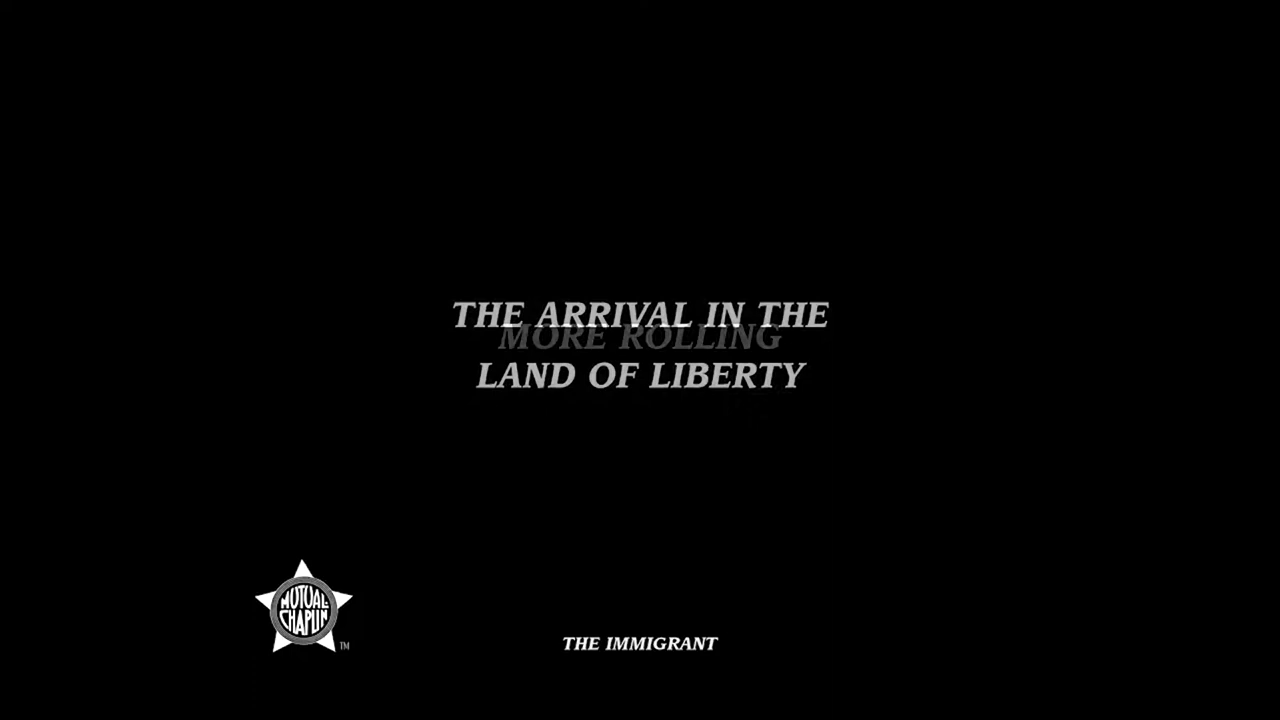 THE ARRIVAL IN THE
MORE ROLLING
LAND OF LIBERTY
MUTUAL
CHAPLIN
TM
THE IMMIGRANT